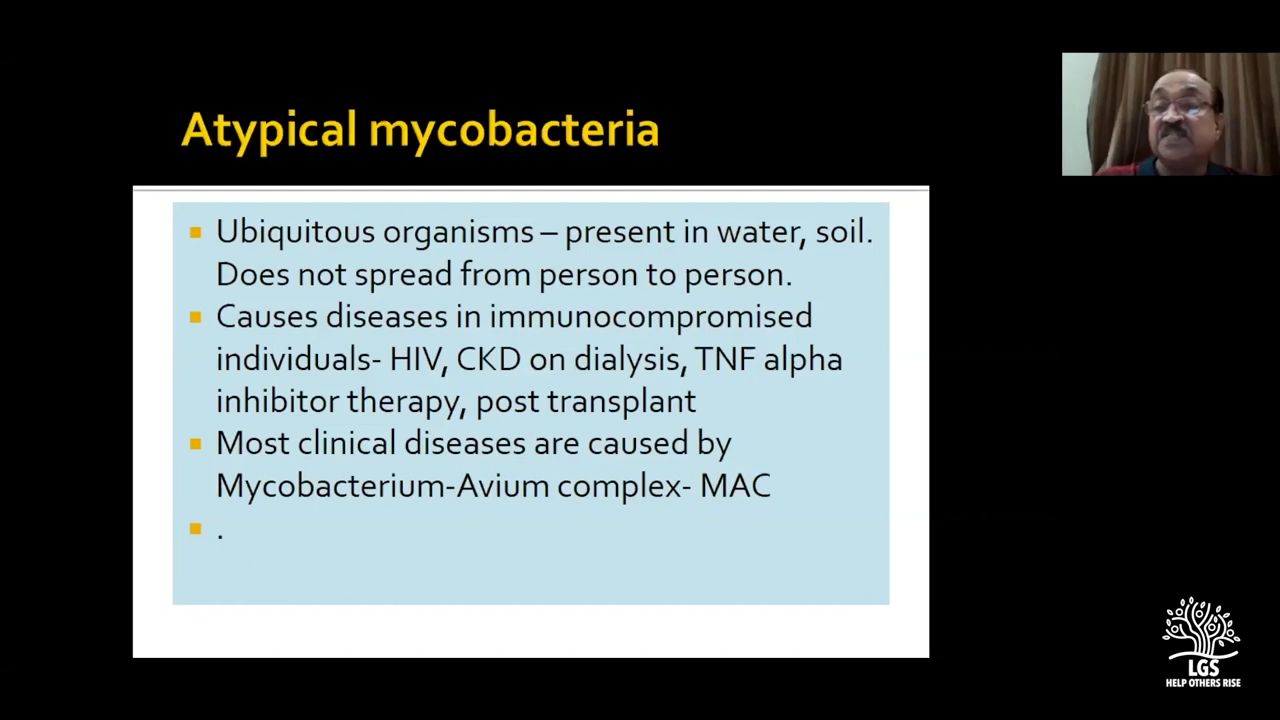 Atypical mycobacteria
Ubiquitous organisms – present in water, soil.
Does not spread from person to person.
Causes diseases in immunocompromised
individuals- HIV, CKD on dialysis, TNF alpha
inhibitor therapy, post transplant
Most clinical diseases are caused by
Mycobacterium-Avium complex- MAC
.
LGS
HELP OTHERS RISE